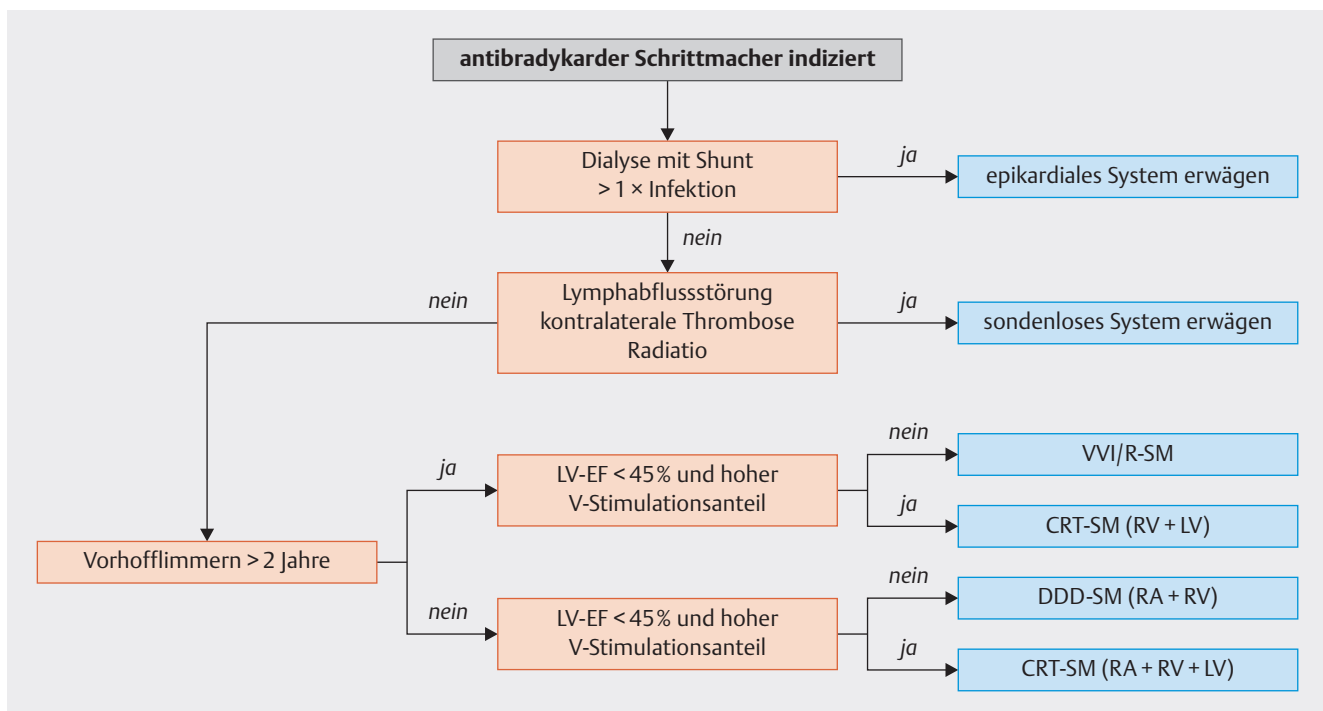 antibradykarder Schrittmacher indiziert
Dialyse mit Shunt
> 1 × Infektion
ja
epikardiales System erwägen
nein
Lymphabflussstörung
kontralaterale Thrombose
Radiatio
nein
ja
sondenloses System erwägen
Vorhofflimmern > 2 Jahre
ja
LV-EF < 45% und hoher
V-Stimulationsanteil
nein
VVI/R-SM
ja
CRT-SM (RV + LV)
nein
LV-EF < 45% und hoher
V-Stimulationsanteil
nein
DDD-SM (RA + RV)
ja
CRT-SM (RA + RV + LV)